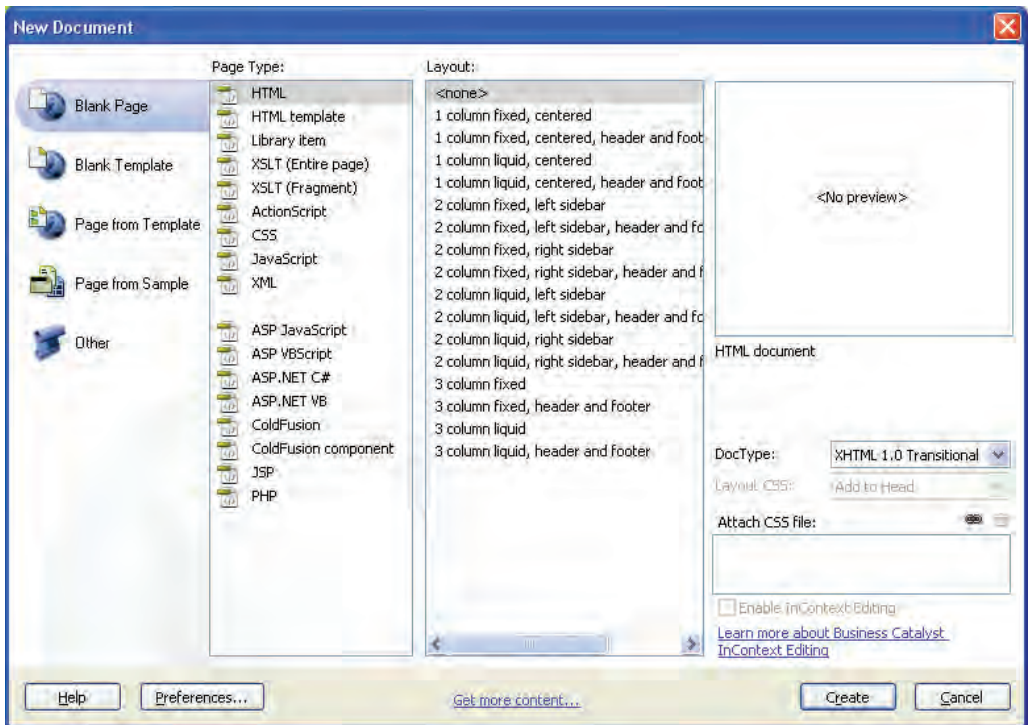 New Document
Blank Page
Blank Template
Page from Template
Page from Sample
Other
Page Type:
HTML
HTML template
Library item
XSLT (Entire page)
XSLT (Fragment)
ActionScript
CSS
JavaScript
XML
ASP JavaScript
ASP VBScript
ASP.NET C#
ASP.NET VB
ColdFusion
ColdFusion component
JSP
PHP
Layout:
<none>
1 column fixed, centered
1 column fixed, centered, header and foot
1 column liquid, centered
1 column liquid, centered, header and foot
2 column fixed, left sidebar
2 column fixed, left sidebar, header and fo
2 column fixed, right sidebar
2 column fixed, right sidebar, header and f
2 column liquid, left sidebar
2 column liquid, left sidebar, header and fo
2 column liquid, right sidebar
2 column liquid, right sidebar, header and f
3 column fixed
3 column fixed, header and footer
3 column liquid
3 column liquid, header and footer
<No preview>
HTML document
DocType: XHTML 1.0 Transitional
Layout CSS: Add to Head
Attach CSS file:
Enable InContext Editing
Learn more about Business Catalyst
InContext Editing
Help Preferences... Get more content... Create Cancel